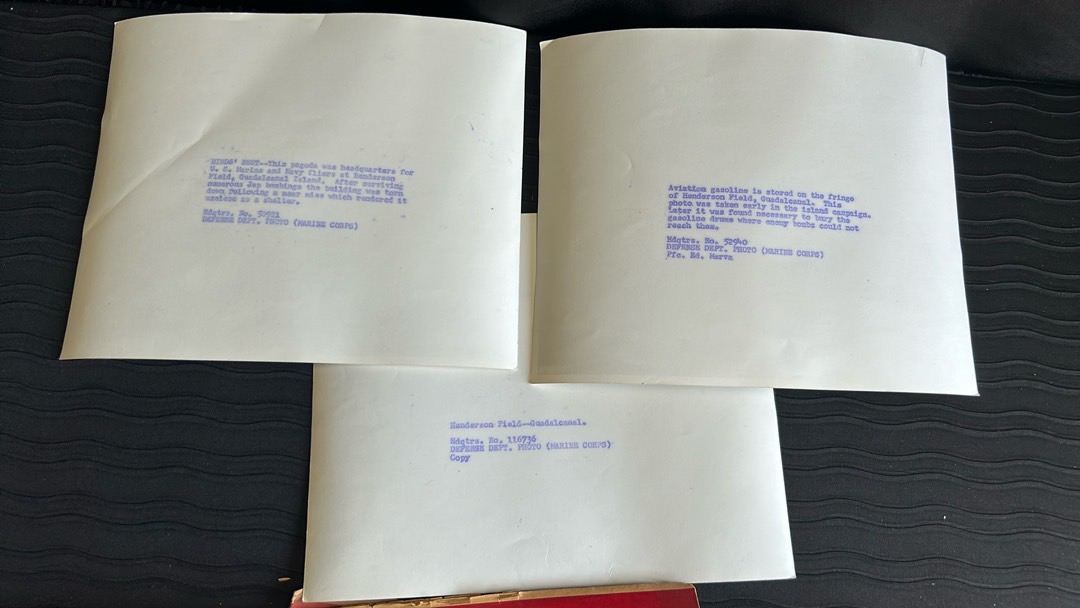 BIRDS' NEST--This pagoda was headquarters for
U. S. Marine and Navy fliers at Henderson
Field, Guadalcanal Island. After surviving
numerous Jap bombings the building was torn
down following a near miss which rendered it
useless as a shelter.
Hdqtrs. No.
DEFENSE DEPT. PHOTO (MARINE CORPS)
Aviation gasoline is stored on the fringe
of Henderson Field, Guadalcanal. This
photo was taken early in the island campaign.
Later it was found necessary to bury the
gasoline drums where enemy bombs could not
reach them.
Hdqtrs. No. 52940
DEFENSE DEPT. PHOTO (MARINE CORPS)
Pfc. Ed. Merva
Henderson Field--Guadalcanal.
Hdqtrs. No. 116736
DEFENSE DEPT. PHOTO (MARINE CORPS)
Copy